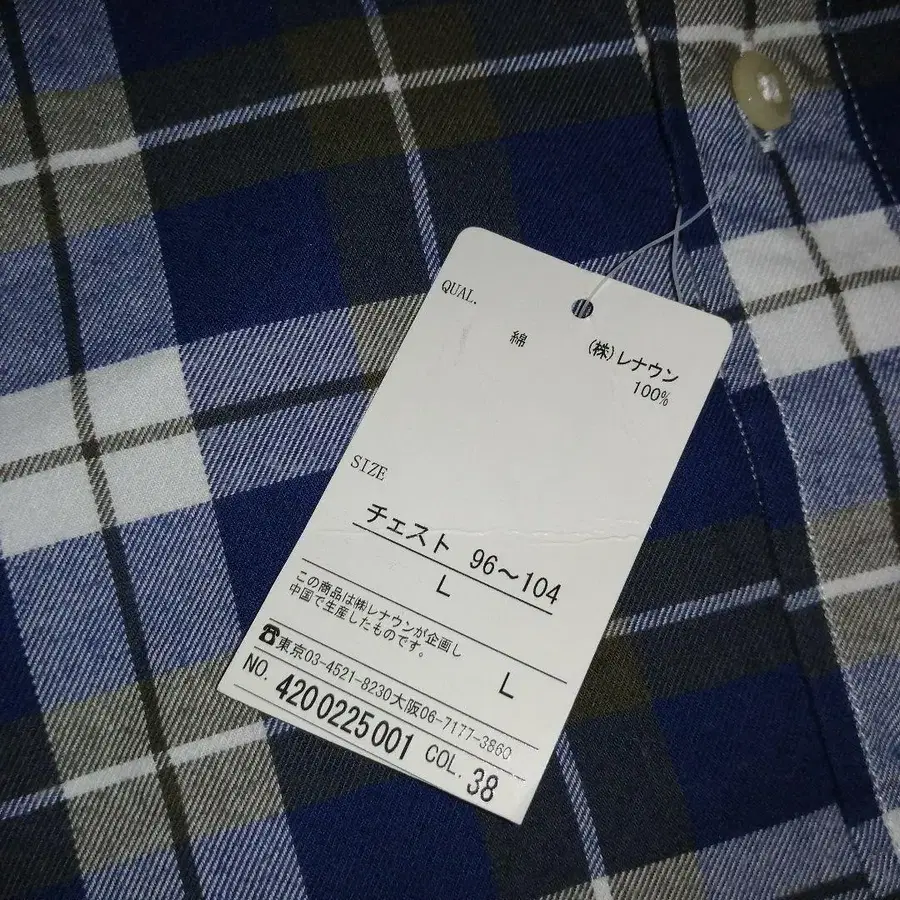 QUAL.
(株)レナウン
綿 100%
SIZE
チェスト 96〜104
L
この商品は㈱レナウンが企画し
中国で生産したものです。
L
☎東京03-4521-8230大阪06-7177-3860
NO. 4200225001 COL. 38